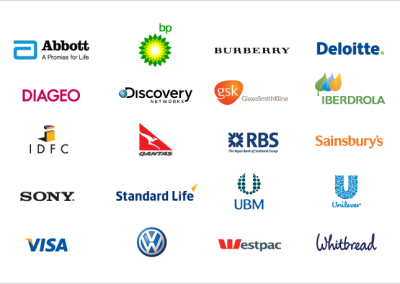 bp
Abbott
A Promise for Life
BURBERRY
Deloitte.
DIAGEO
Discovery
NETWORKS
gsk
GlaxoSmithKline
IBERDROLA
IDFC
QANTAS
RBS
The Royal Bank of Scotland Group
Sainsbury's
SONY
Standard Life
UBM
Unilever
VISA
VW
Westpac
Whitbread